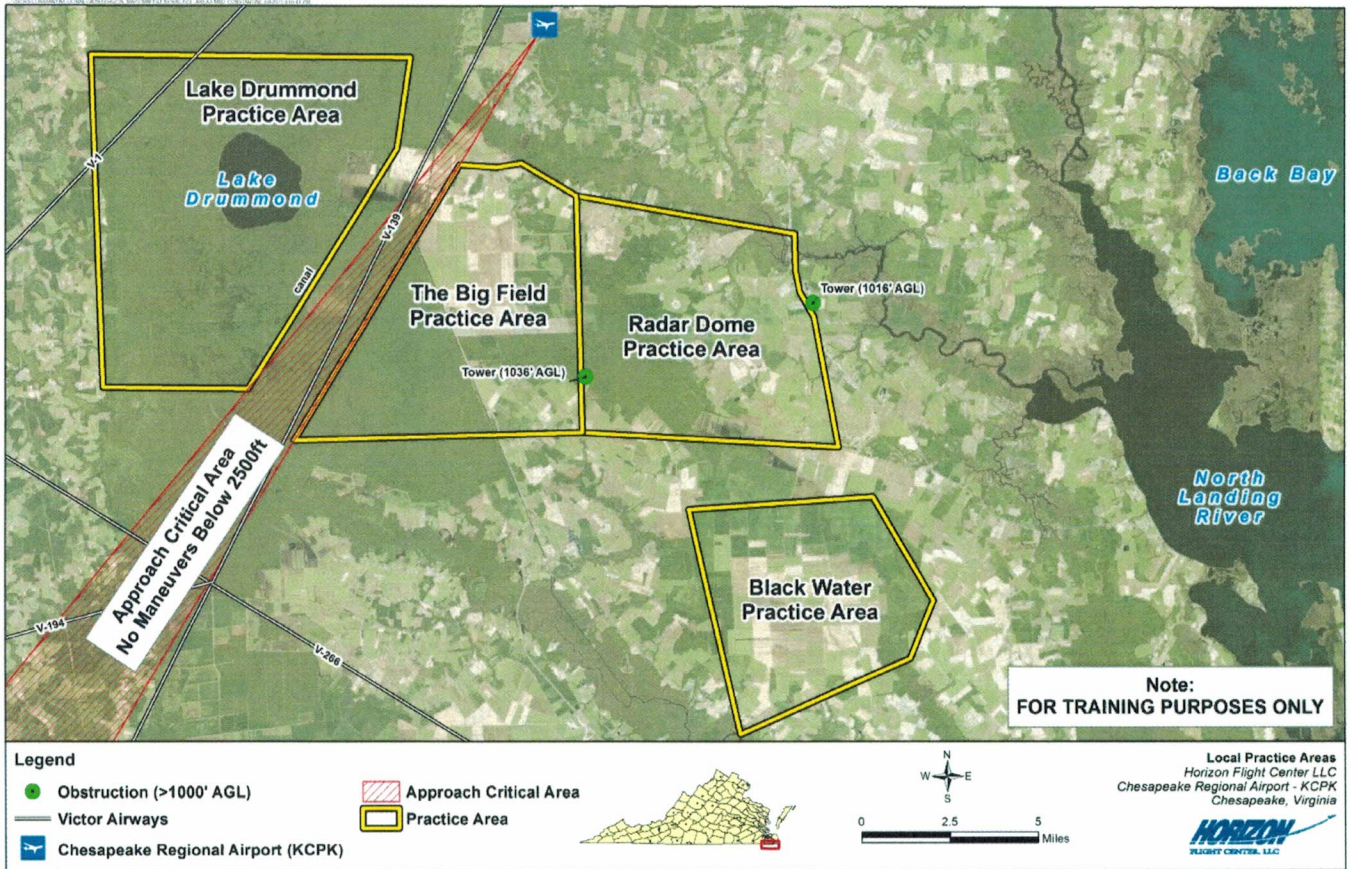 Lake Drummond
Practice Area
V-1
Lake
Drummond
V-139
canal
Back Bay
The Big Field
Practice Area
Tower (1016' AGL)
Radar Dome
Practice Area
Tower (1036' AGL)
Approach Critical Area
No Maneuvers Below 2500ft
North
Landing
River
Black Water
Practice Area
V-194
V-266
Note:
FOR TRAINING PURPOSES ONLY
Legend
Obstruction (>1000' AGL)
Victor Airways
Chesapeake Regional Airport (KCPK)
Approach Critical Area
Practice Area
N
W E
S
0 2.5 5
Miles
Local Practice Areas
Horizon Flight Center LLC
Chesapeake Regional Airport - KCPK
Chesapeake, Virginia
HORIZON
FLIGHT CENTER, LLC